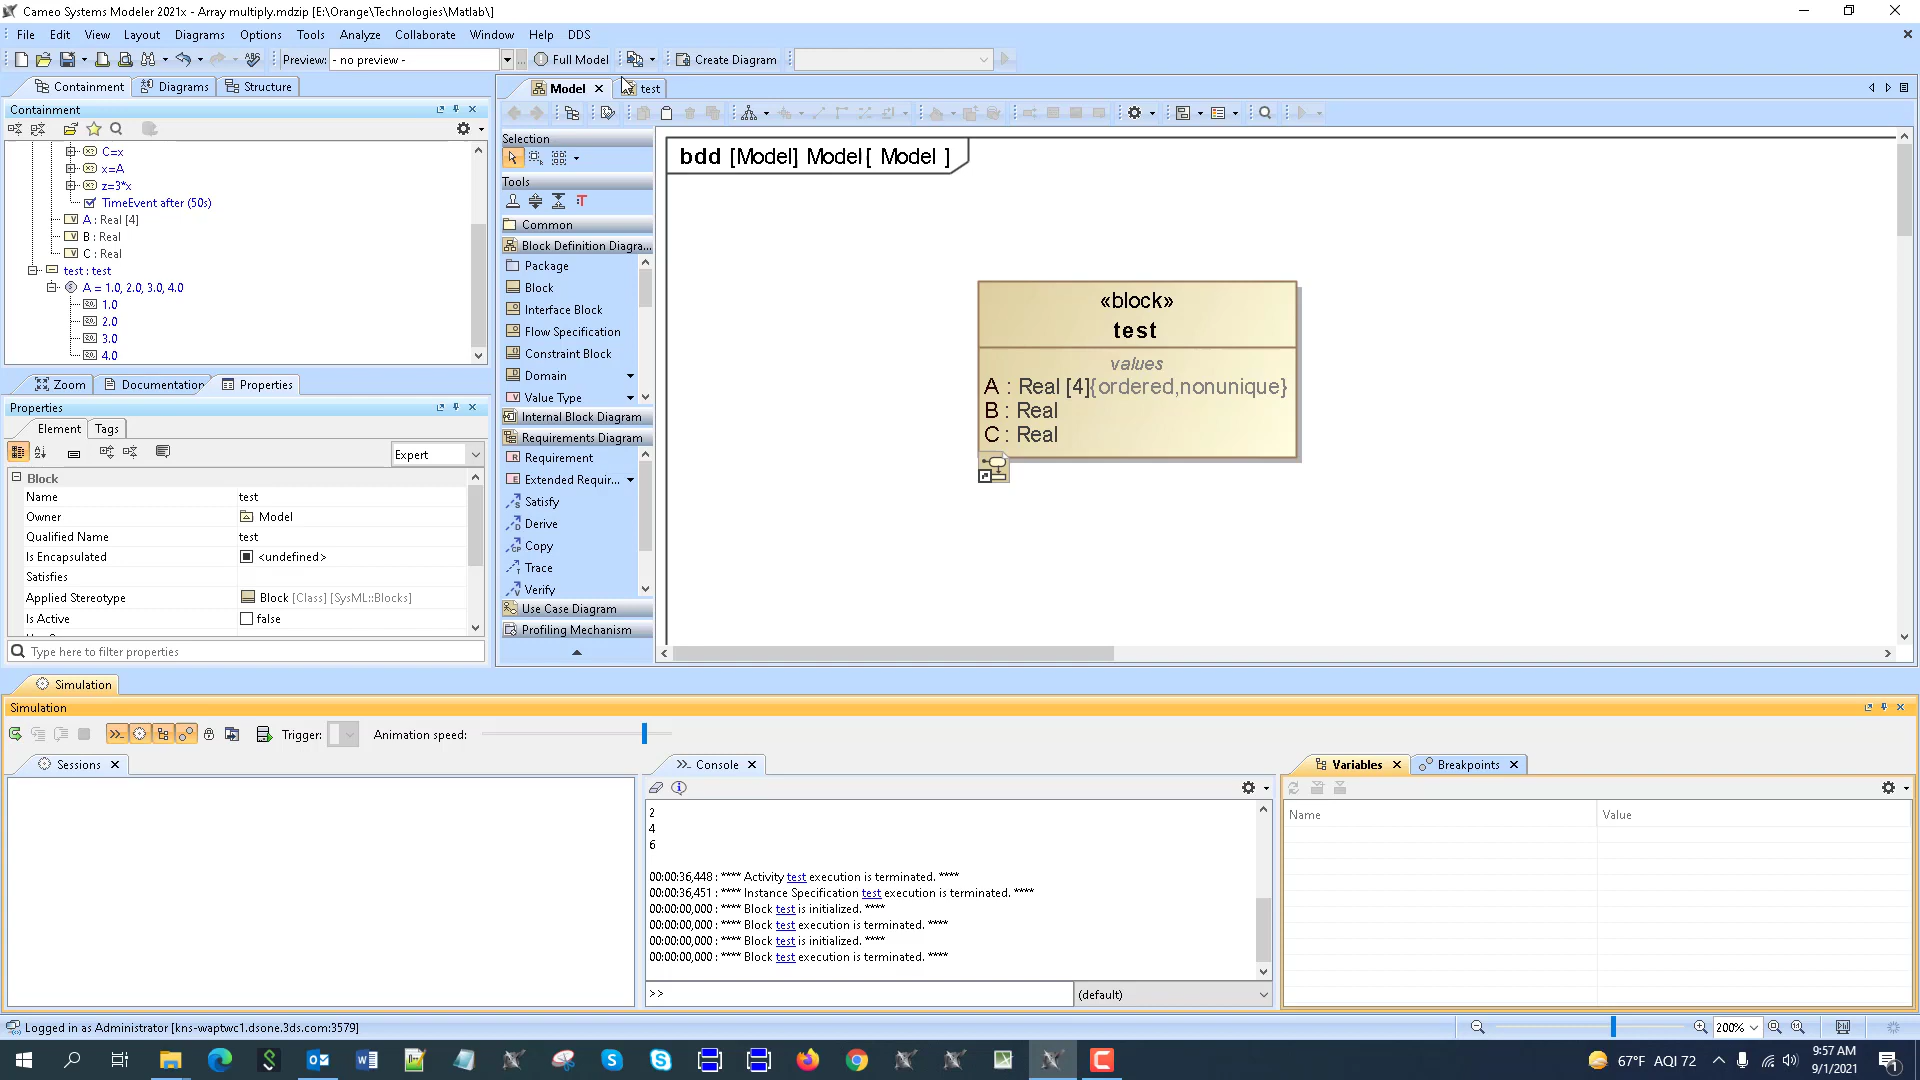 Cameo Systems Modeler 2021x - Array multiply.mdzip [E:\Orange\Technologies\Matlab\]
File Edit View Layout Diagrams Options Tools Analyze Collaborate Window Help DDS
Preview: - no preview - ... Full Model Create Diagram
Containment Diagrams Structure
Model test
Containment
C=x
x=A
z=3*x
TimeEvent after (50s)
A : Real [4]
B : Real
C : Real
test : test
A = 1.0, 2.0, 3.0, 4.0
1.0
2.0
3.0
4.0
Zoom Documentation Properties
Properties
Element Tags
Expert
Block
Name test
Owner Model
Qualified Name test
Is Encapsulated <undefined>
Satisfies
Applied Stereotype Block [Class] [SysML::Blocks]
Is Active false
Type here to filter properties
Selection
Tools
Common
Block Definition Diagra...
Package
Block
Interface Block
Flow Specification
Constraint Block
Domain
Value Type
Internal Block Diagram
Requirements Diagram
Requirement
Extended Requir...
Satisfy
Derive
Copy
Trace
Verify
Use Case Diagram
Profiling Mechanism
bdd [Model] Model[ Model ]
«block»
test
values
A : Real [4]{ordered,nonunique}
B : Real
C : Real
Simulation
Simulation
Trigger: Animation speed:
Sessions
Console
2
4
6
00:00:36,448 : **** Activity test execution is terminated. ****
00:00:36,451 : **** Instance Specification test execution is terminated. ****
00:00:00,000 : **** Block test is initialized. ****
00:00:00,000 : **** Block test execution is terminated. ****
00:00:00,000 : **** Block test is initialized. ****
00:00:00,000 : **** Block test execution is terminated. ****
>> (default)
Variables Breakpoints
Name Value
Logged in as Administrator [kns-waptwc1.dsone.3ds.com:3579]
200%
67°F AQI 72
9:57 AM
9/1/2021